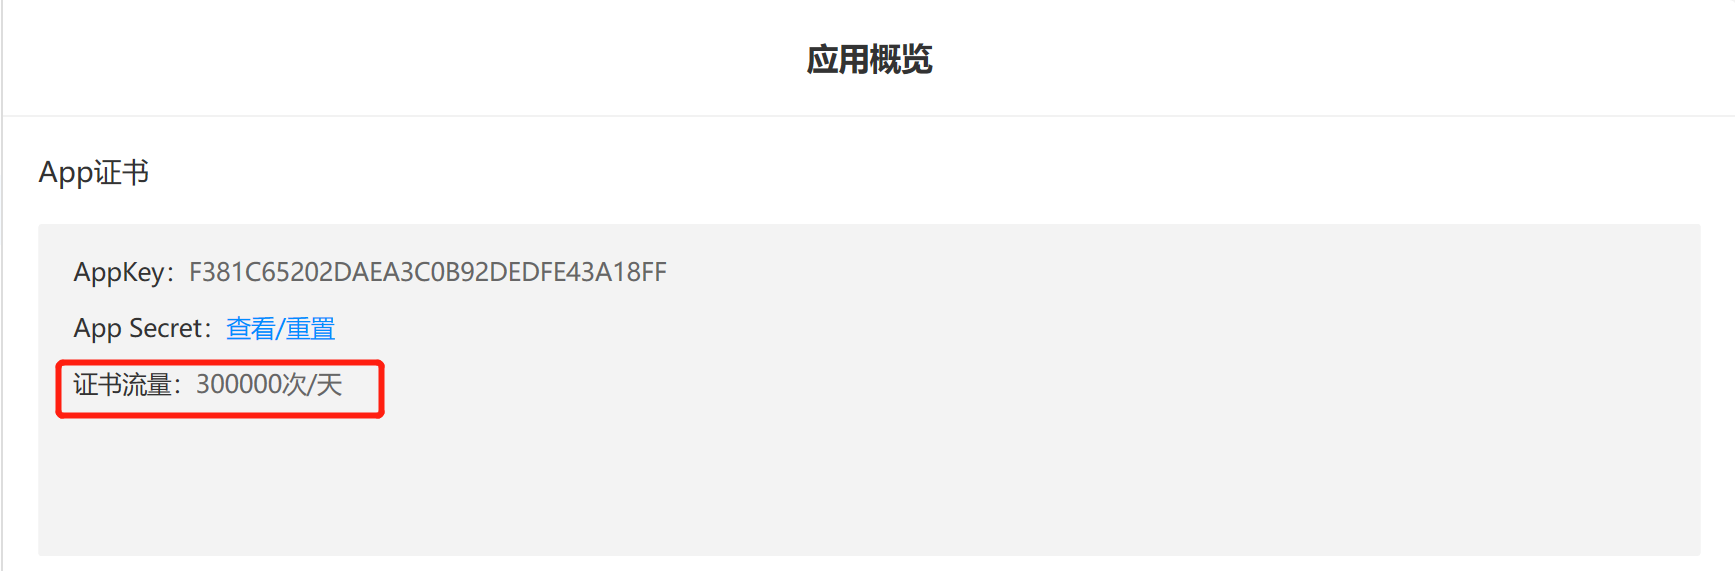 应用概览
App证书
AppKey：F381C65202DAEA3C0B92DEDFE43A18FF
App Secret：查看/重置
证书流量：300000次/天